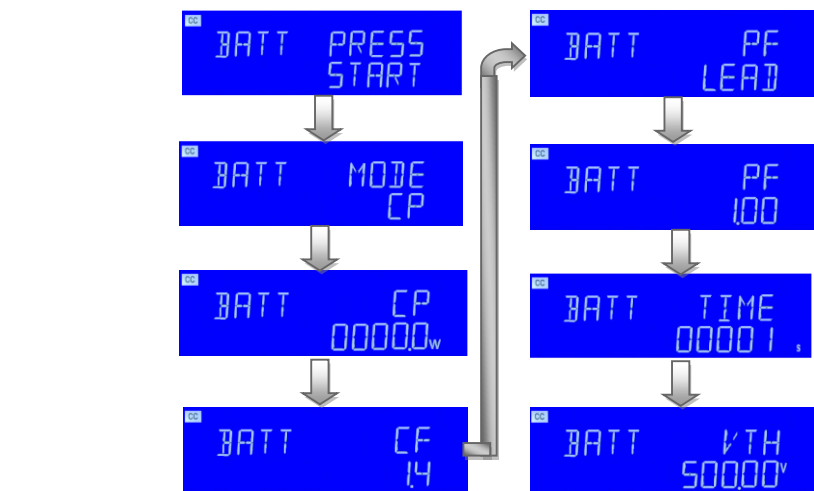 CC
BATT PRESS
START
CC
BATT MODE
CP
CC
BATT CP
0000.0W
CC
BATT CF
1.4
CC
BATT PF
LEAD
CC
BATT PF
1.00
CC
BATT TIME
00001 s
CC
BATT VTH
500.00V